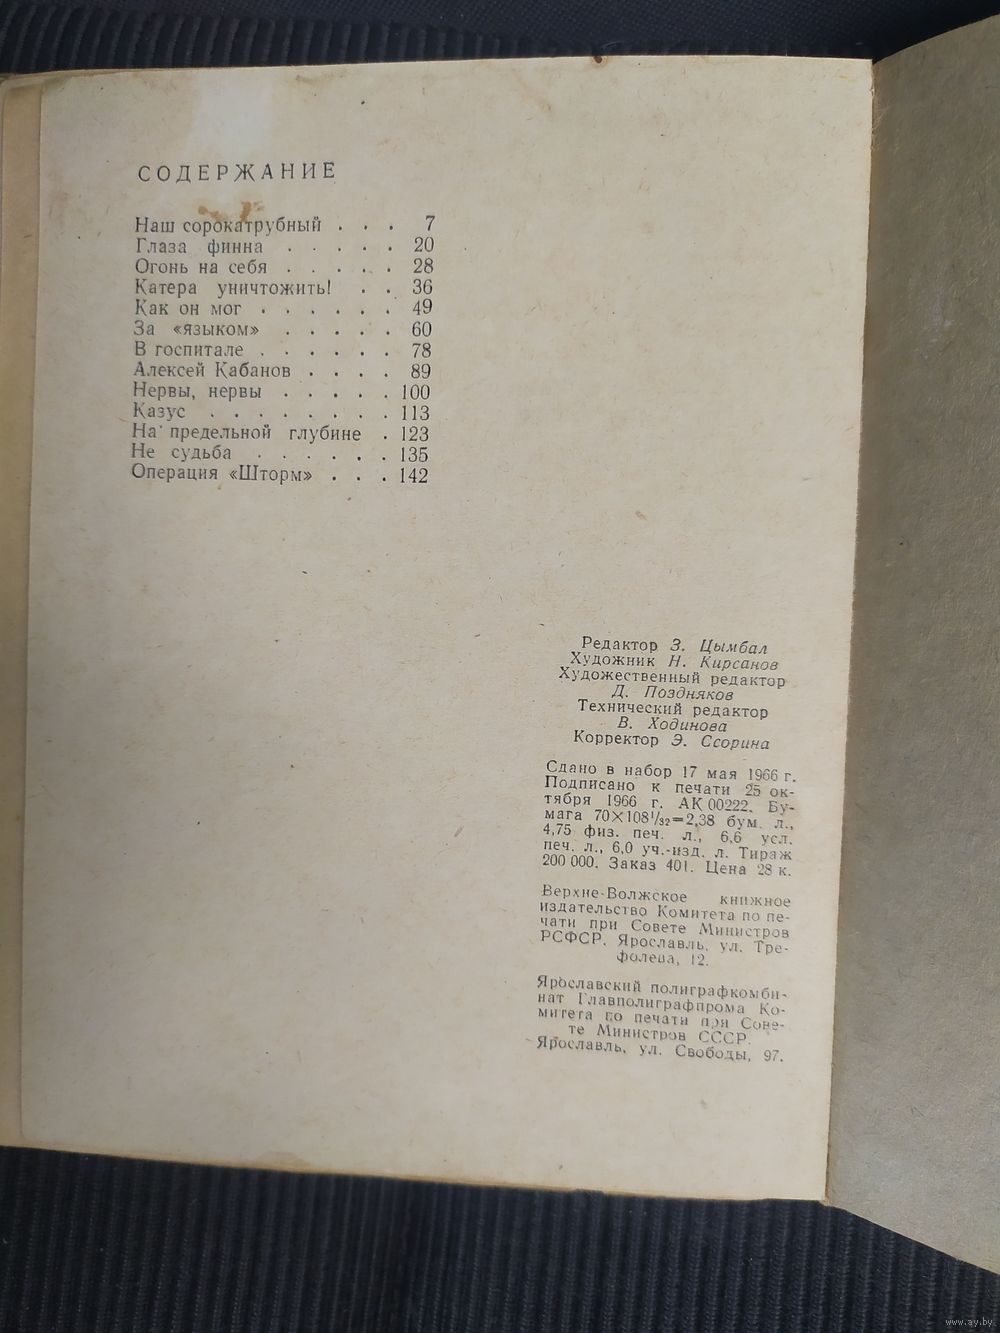 СОДЕРЖАНИЕ
Наш сорокатрубный . . . 7
Глаза финна . . . . . 20
Огонь на себя . . . . . 28
Катера уничтожить! . . 36
Как он мог . . . . . . 49
За «языком» . . . . . 60
В госпитале . . . . . . 78
Алексей Кабанов . . . . 89
Нервы, нервы . . . . . 100
Казус . . . . . . . . 113
На предельной глубине . 123
Не судьба . . . . . . 135
Операция «Шторм» . . . 142
Редактор З. Цымбал
Художник Н. Кирсанов
Художественный редактор
Д. Поздняков
Технический редактор
В. Ходинова
Корректор Э. Ссорина
Сдано в набор 17 мая 1966 г.
Подписано к печати 25 ок-
тября 1966 г. АК 00222. Бу-
мага 70×108¹/₃₂=2,38 бум. л.,
4,75 физ. печ. л., 6,6 усл.
печ. л., 6,0 уч.-изд. л. Тираж
200 000. Заказ 401. Цена 28 к.
Верхне-Волжское книжное
издательство Комитета по пе-
чати при Совете Министров
РСФСР. Ярославль, ул. Тре-
фолева, 12.
Ярославский полиграфкомби-
нат Главполиграфпрома Ко-
митета по печати при Сове-
те Министров СССР.
Ярославль, ул. Свободы, 97.
www.ay.by